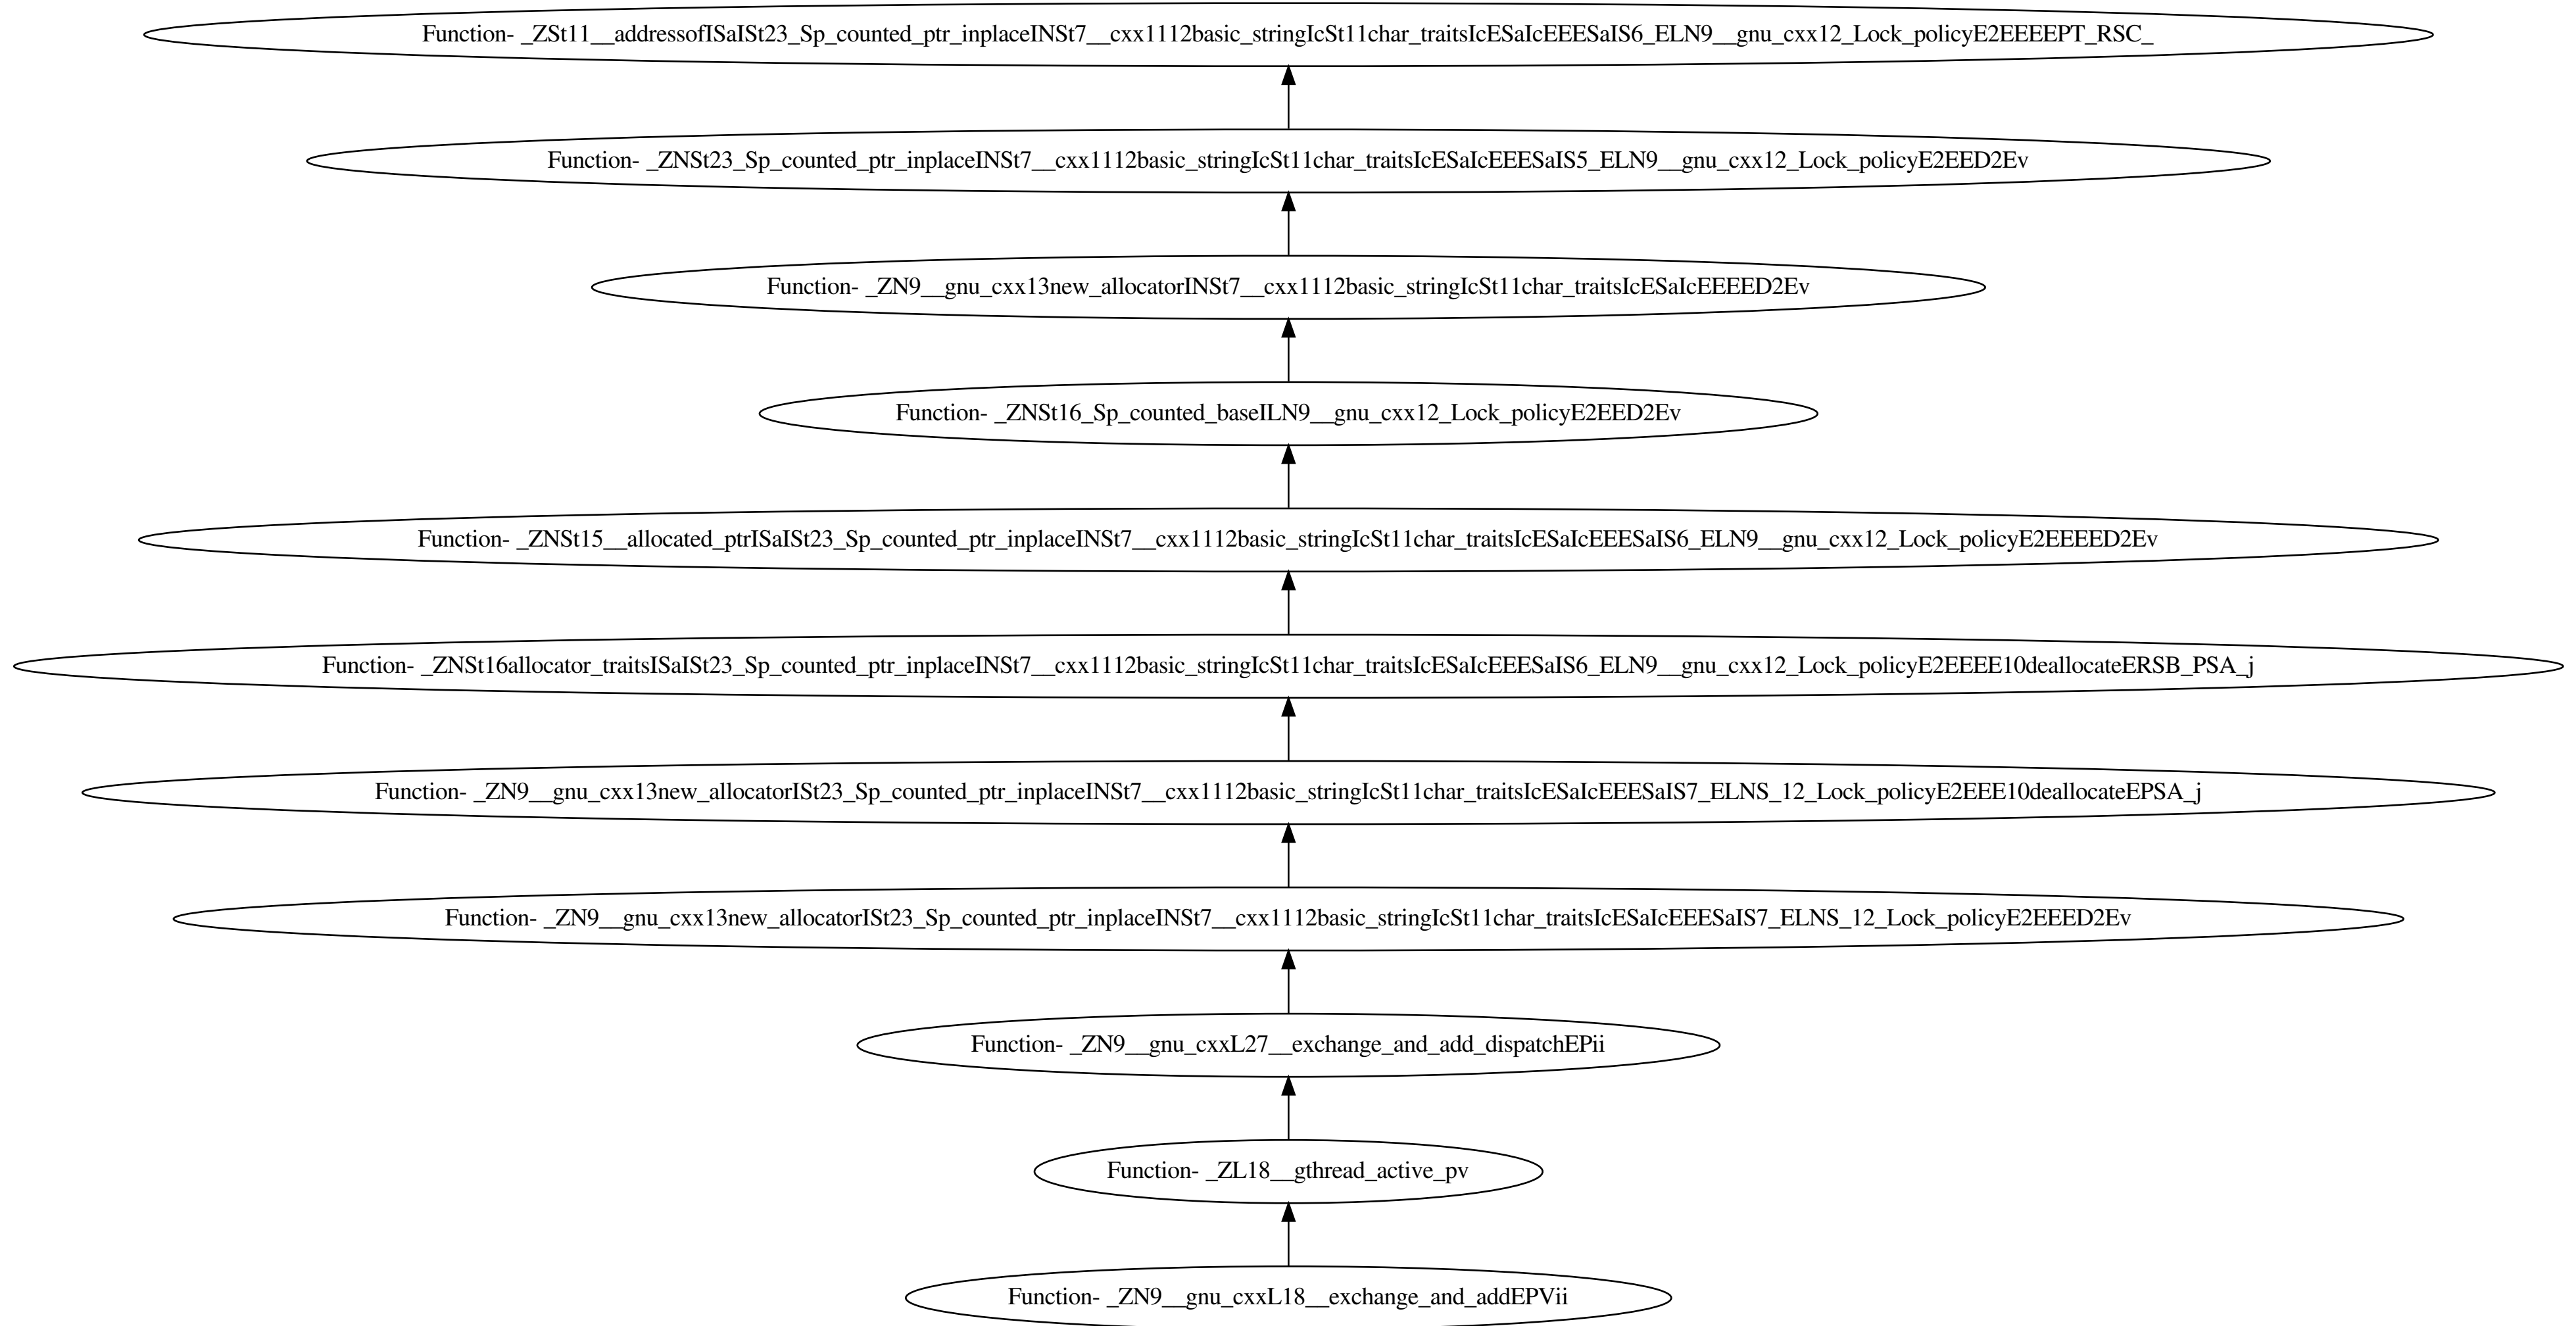 Function- _ZSt11__addressofISaISt23_Sp_counted_ptr_inplaceINSt7__cxx1112basic_stringIcSt11char_traitsIcESaIcEEESaIS6_ELN9__gnu_cxx12_Lock_policyE2EEEEPT_RSC_
Function- _ZNSt23_Sp_counted_ptr_inplaceINSt7__cxx1112basic_stringIcSt11char_traitsIcESaIcEEESaIS5_ELN9__gnu_cxx12_Lock_policyE2EED2Ev
Function- _ZN9__gnu_cxx13new_allocatorINSt7__cxx1112basic_stringIcSt11char_traitsIcESaIcEEEED2Ev
Function- _ZNSt16_Sp_counted_baseILN9__gnu_cxx12_Lock_policyE2EED2Ev
Function- _ZNSt15__allocated_ptrISaISt23_Sp_counted_ptr_inplaceINSt7__cxx1112basic_stringIcSt11char_traitsIcESaIcEEESaIS6_ELN9__gnu_cxx12_Lock_policyE2EEEED2Ev
Function- _ZNSt16allocator_traitsISaISt23_Sp_counted_ptr_inplaceINSt7__cxx1112basic_stringIcSt11char_traitsIcESaIcEEESaIS6_ELN9__gnu_cxx12_Lock_policyE2EEEE10deallocateERSB_PSA_j
Function- _ZN9__gnu_cxx13new_allocatorISt23_Sp_counted_ptr_inplaceINSt7__cxx1112basic_stringIcSt11char_traitsIcESaIcEEESaIS7_ELNS_12_Lock_policyE2EEE10deallocateEPSA_j
Function- _ZN9__gnu_cxx13new_allocatorISt23_Sp_counted_ptr_inplaceINSt7__cxx1112basic_stringIcSt11char_traitsIcESaIcEEESaIS7_ELNS_12_Lock_policyE2EEED2Ev
Function- _ZN9__gnu_cxxL27__exchange_and_add_dispatchEPii
Function- _ZL18__gthread_active_pv
Function- _ZN9__gnu_cxxL18__exchange_and_addEPVii